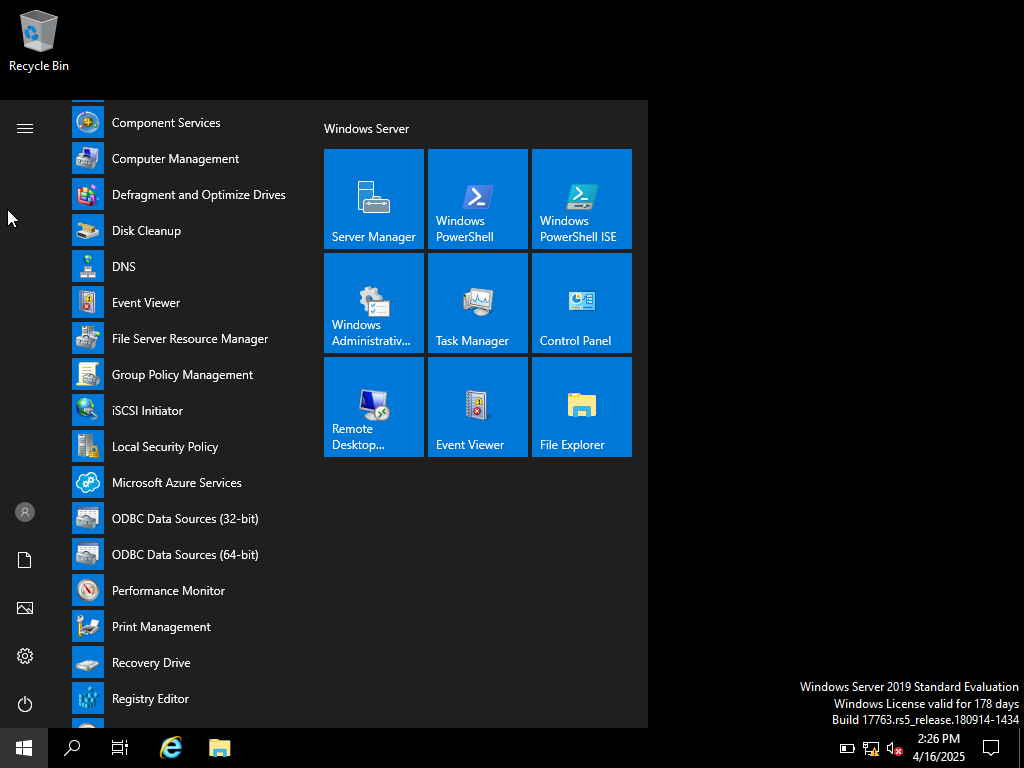 Recycle Bin
Component Services
Computer Management
Defragment and Optimize Drives
Disk Cleanup
DNS
Event Viewer
File Server Resource Manager
Group Policy Management
iSCSI Initiator
Local Security Policy
Microsoft Azure Services
ODBC Data Sources (32-bit)
ODBC Data Sources (64-bit)
Performance Monitor
Print Management
Recovery Drive
Registry Editor
Windows Server
Server Manager
Windows
PowerShell
Windows
PowerShell ISE
Windows
Administrativ...
Task Manager
Control Panel
Remote
Desktop...
Event Viewer
File Explorer
Windows Server 2019 Standard Evaluation
Windows License valid for 178 days
Build 17763.rs5_release.180914-1434
2:26 PM
4/16/2025